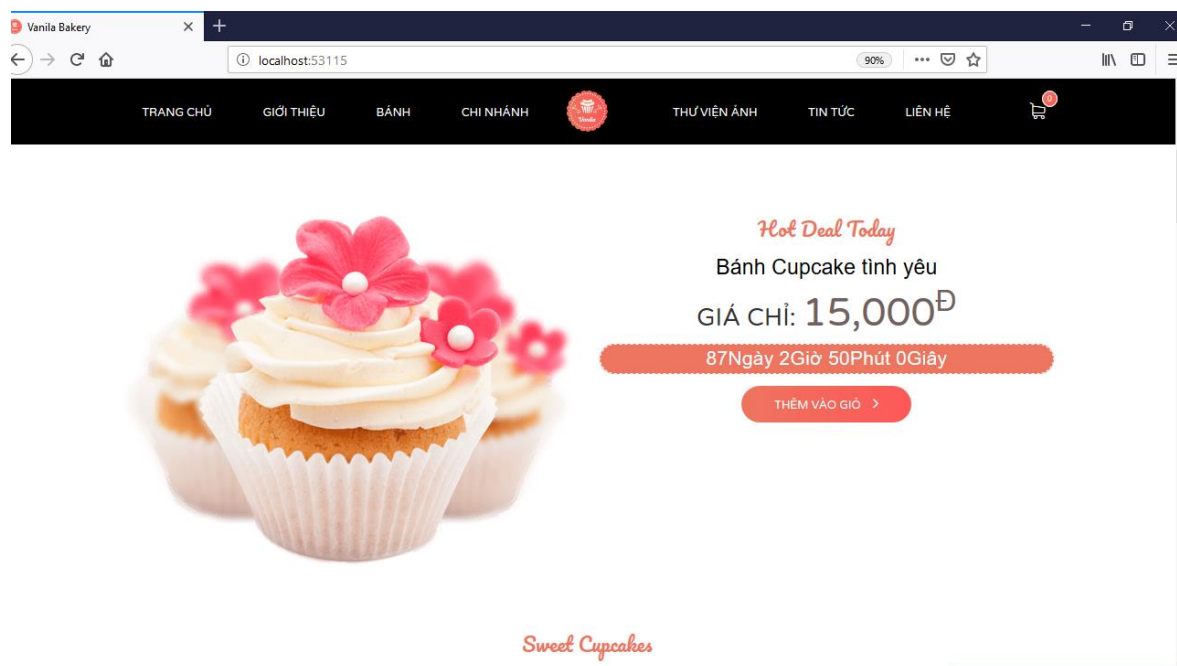 Vanila Bakery
localhost:53115
90%
TRANG CHỦ GIỚI THIỆU BÁNH CHI NHÁNH Vanila THƯ VIỆN ẢNH TIN TỨC LIÊN HỆ 0
Hot Deal Today
Bánh Cupcake tình yêu
GIÁ CHỈ: 15,000Đ
87Ngày 2Giờ 50Phút 0Giây
THÊM VÀO GIỎ
Sweet Cupcakes